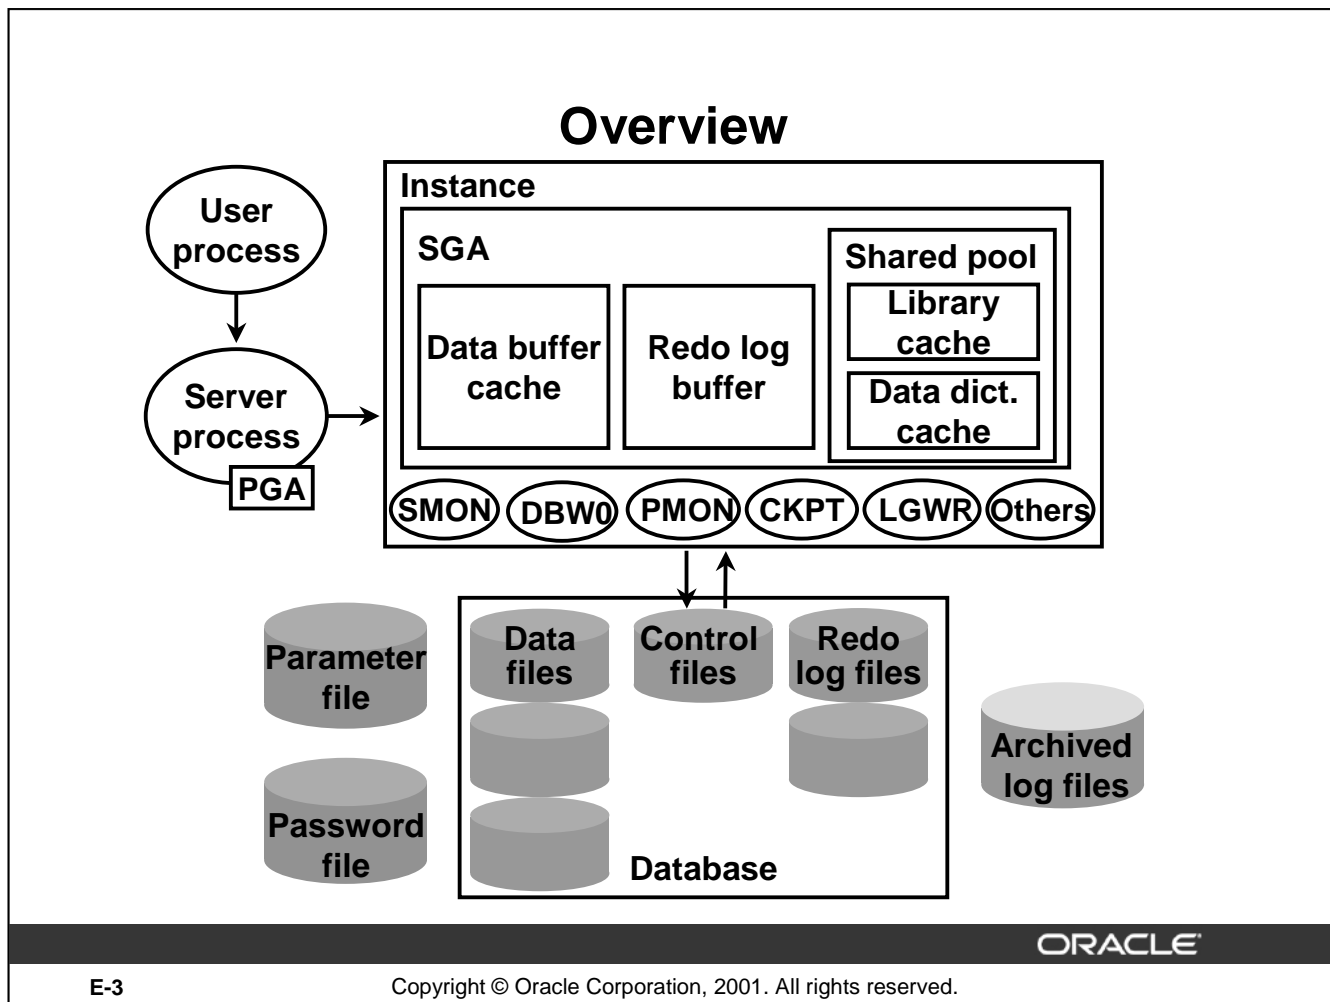 Overview
User
process
Server
process
PGA
Instance
SGA
Data buffer
cache
Redo log
buffer
Shared pool
Library
cache
Data dict.
cache
SMON
DBW0
PMON
CKPT
LGWR
Others
Parameter
file
Password
file
Data
files
Control
files
Redo
log files
Database
Archived
log files
ORACLE
E-3
Copyright © Oracle Corporation, 2001. All rights reserved.